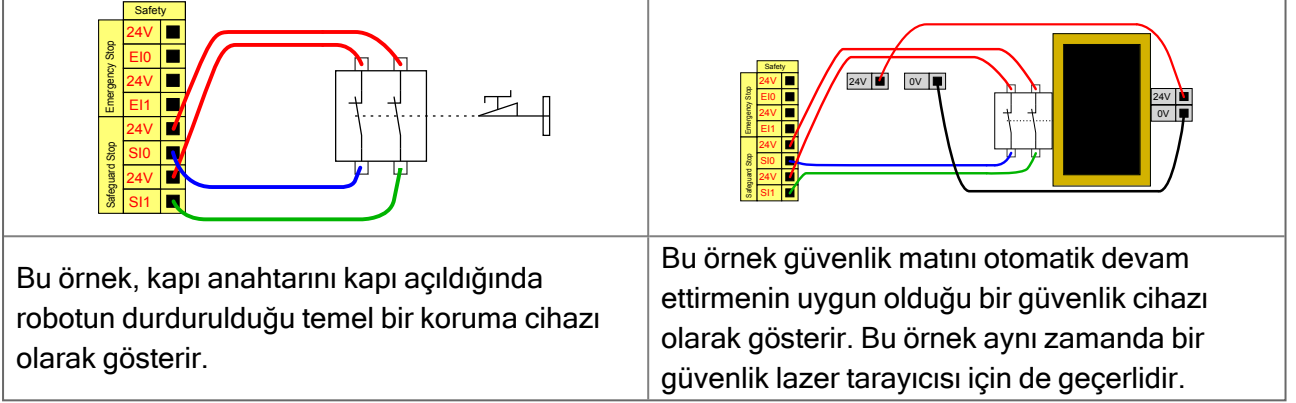 Safety
Emergency Stop
24V
EI0
24V
EI1
Safeguard Stop
24V
SI0
24V
SI1
Safety
Emergency Stop
24V
EI0
24V
EI1
Safeguard Stop
24V
SI0
24V
SI1
24V
0V
24V
0V
Bu örnek, kapı anahtarını kapı açıldığında
robotun durdurulduğu temel bir koruma cihazı
olarak gösterir.
Bu örnek güvenlik matını otomatik devam
ettirmenin uygun olduğu bir güvenlik cihazı
olarak gösterir. Bu örnek aynı zamanda bir
güvenlik lazer tarayıcısı için de geçerlidir.